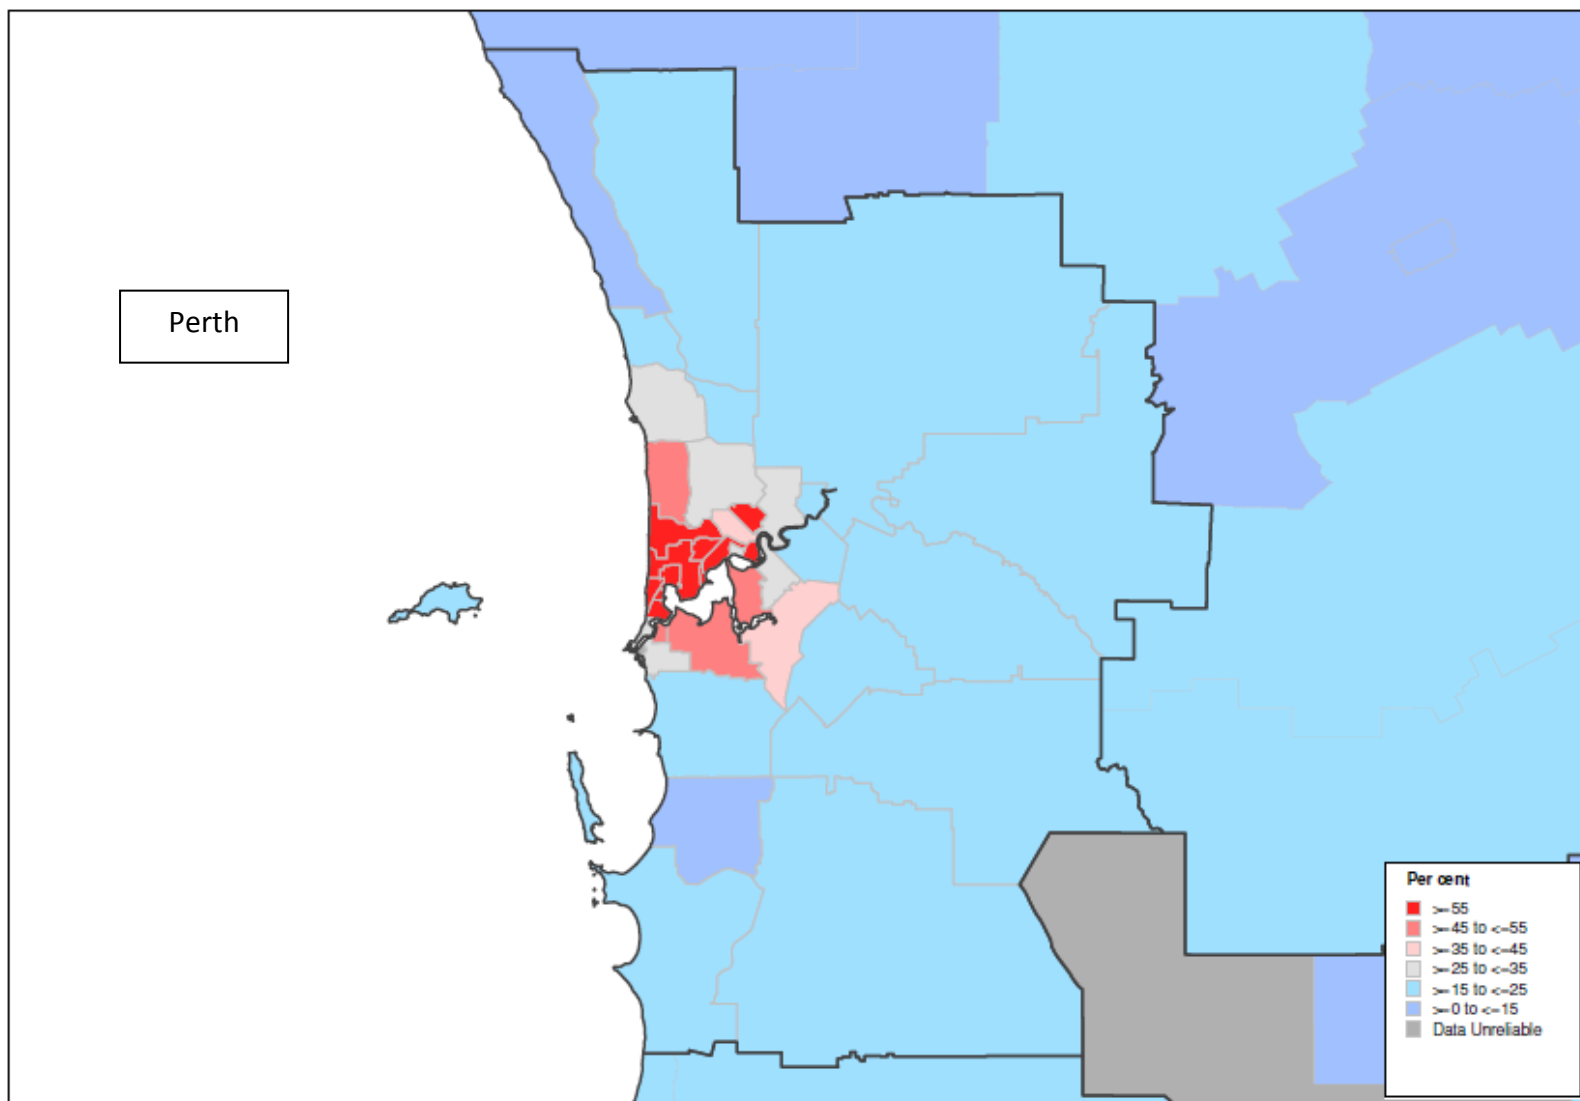 Perth
Per cent
>=55
>=45 to <=55
>=35 to <=45
>=25 to <=35
>=15 to <=25
>=0 to <=15
Data Unreliable